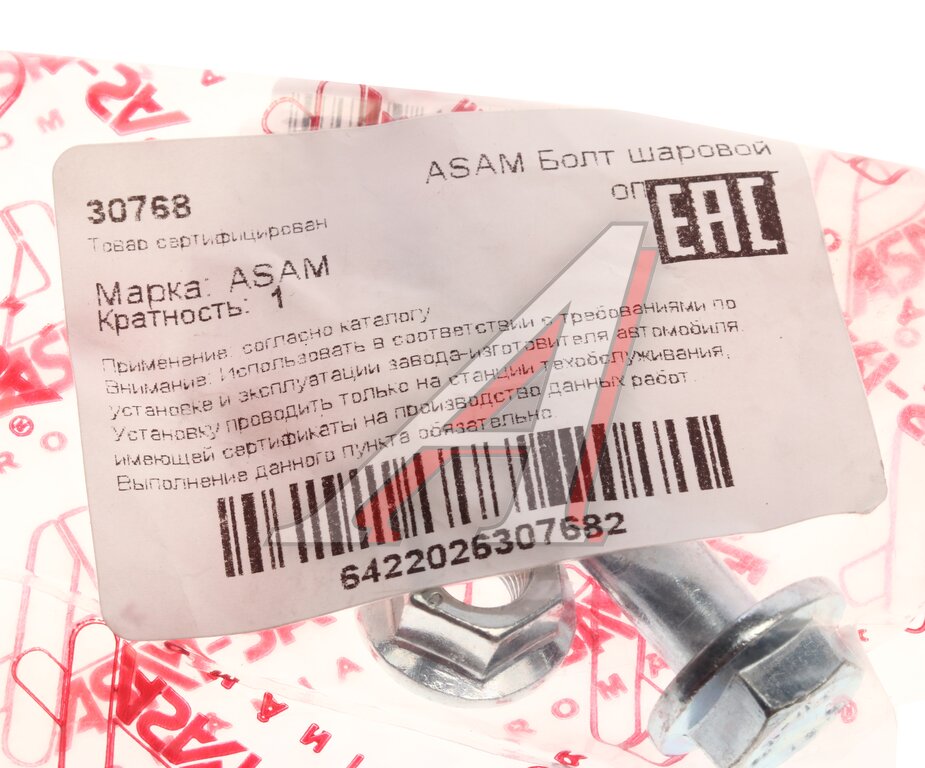 ASAM Болт шаровой
оп
EAC
30768
Товар сертифицирован
Марка: ASAM
Кратность: 1
Применение: согласно каталогу
Внимание: Использовать в соответствии с требованиями по
установке и эксплуатации завода-изготовителя автомобиля.
Установку проводить только на станции техобслуживания,
имеющей сертификаты на производство данных работ.
Выполнение данного пункта обязательно.
6422026307682